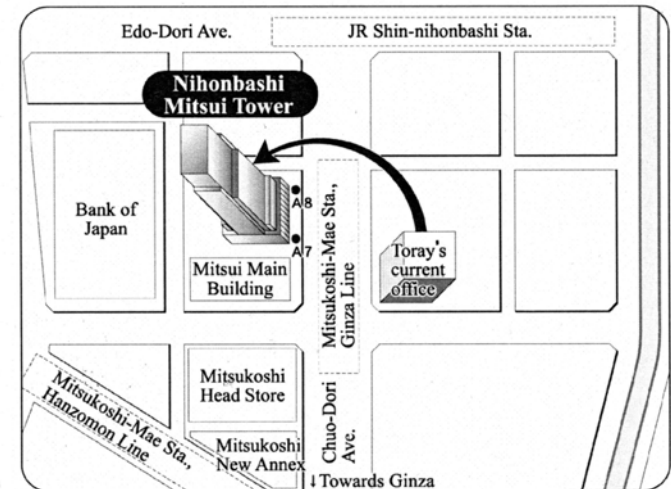 Edo-Dori Ave.
JR Shin-nihonbashi Sta.
Nihonbashi
Mitsui Tower
Bank of
Japan
A8
A7
Mitsui Main
Building
Mitsukoshi-Mae Sta.,
Ginza Line
Toray's
current
office
Mitsukoshi
Head Store
Mitsukoshi-Mae Sta.,
Hanzomon Line
Mitsukoshi
New Annex
Chuo-Dori
Ave.
↓Towards Ginza